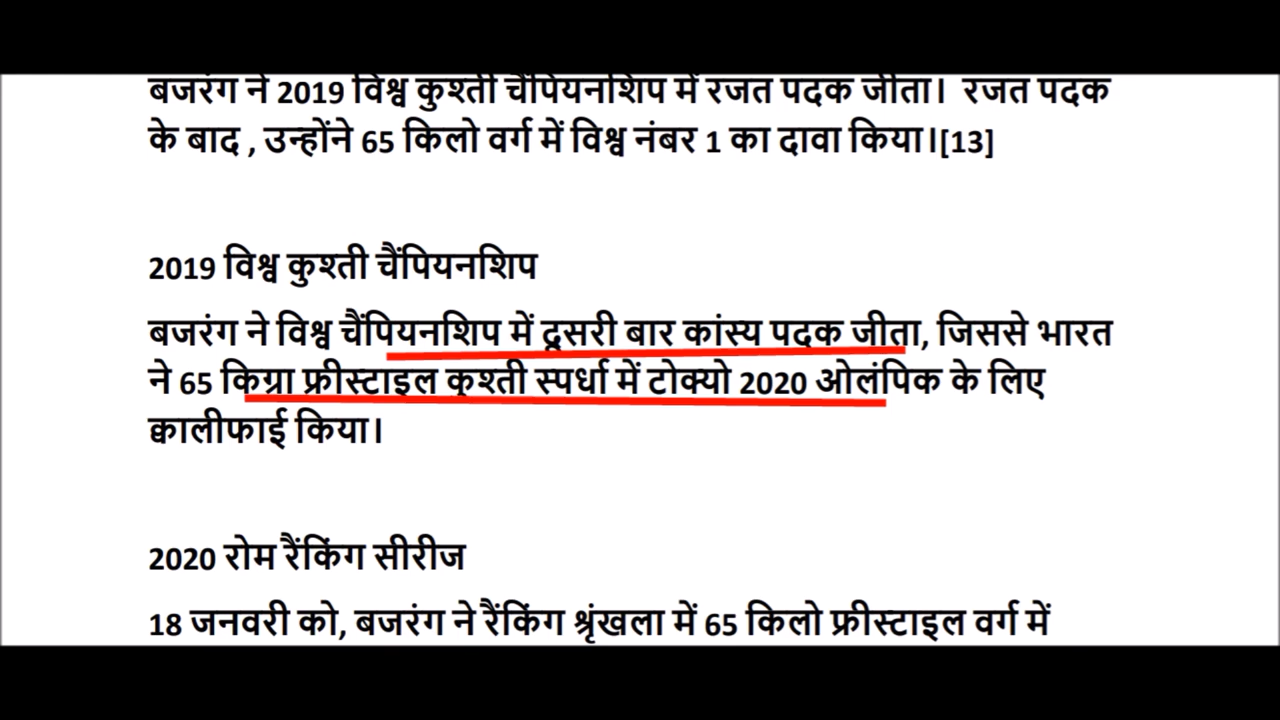 बजरंग ने 2019 विश्व कुश्ती चैंपियनशिप में रजत पदक जीता। रजत पदक
के बाद , उन्होंने 65 किलो वर्ग में विश्व नंबर 1 का दावा किया।[13]
2019 विश्व कुश्ती चैंपियनशिप
बजरंग ने विश्व चैंपियनशिप में दूसरी बार कांस्य पदक जीता, जिससे भारत
ने 65 किग्रा फ्रीस्टाइल कुश्ती स्पर्धा में टोक्यो 2020 ओलंपिक के लिए
क्वालीफाई किया।
2020 रोम रैंकिंग सीरीज
18 जनवरी को, बजरंग ने रैंकिंग श्रृंखला में 65 किलो फ्रीस्टाइल वर्ग में